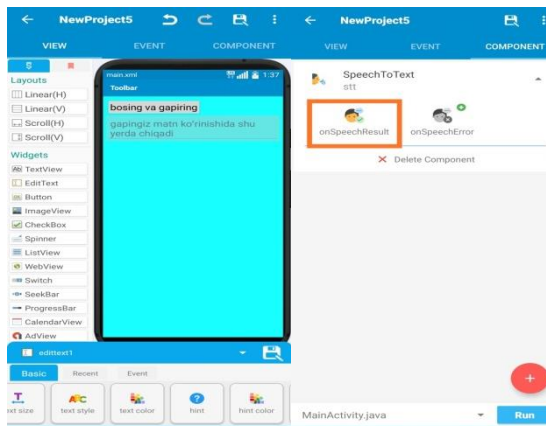 NewProject5
VIEW
EVENT
COMPONENT
Layouts
Linear(H)
Linear(V)
Scroll(H)
Scroll(V)
Widgets
TextView
EditText
Button
ImageView
CheckBox
Spinner
ListView
WebView
Switch
SeekBar
ProgressBar
CalendarView
AdView
main.xml
1:37
Toolbar
bosing va gapiring
gapingiz matn ko'rinishida shu
yerda chiqadi
edittext1
Basic
Recent
Event
ext size
text style
text color
hint
hint color
NewProject5
VIEW
EVENT
COMPONENT
SpeechToText
stt
onSpeechResult
onSpeechError
Delete Component
MainActivity.java
Run